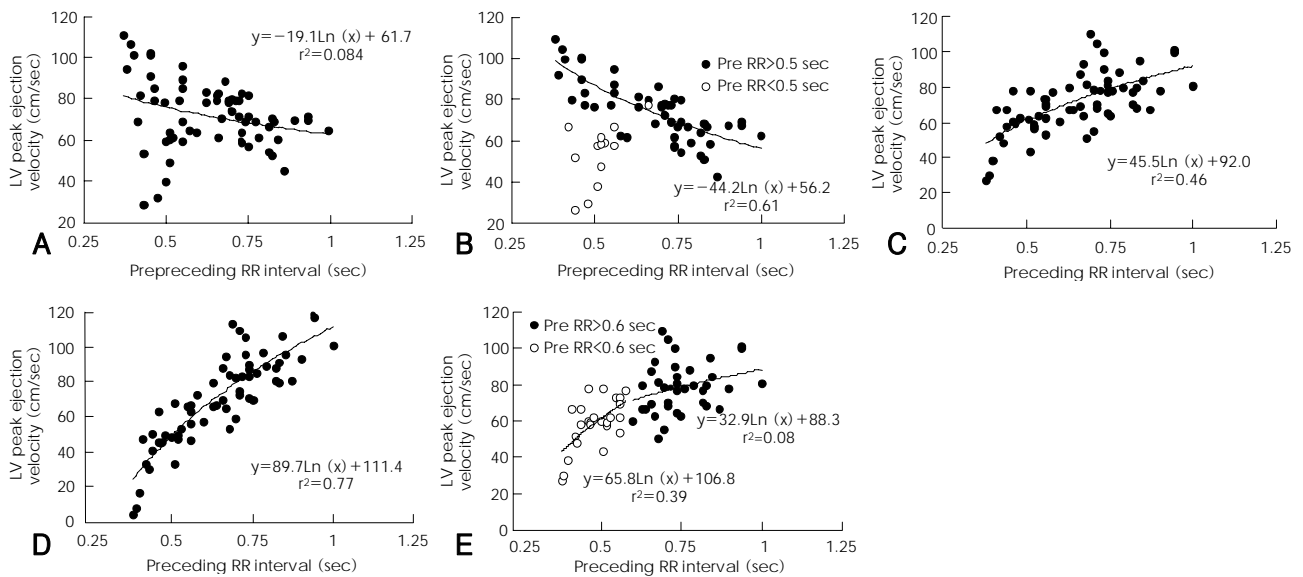 120
100
80
60
40
20
LV peak ejection
velocity (cm/sec)
y=−19.1Ln (x)+61.7
r²=0.084
0.25
0.5
0.75
1
1.25
Prepreceding RR interval (sec)
A
120
100
80
60
40
20
LV peak ejection
velocity (cm/sec)
Pre RR>0.5 sec
Pre RR<0.5 sec
y=−44.2Ln (x)+56.2
r²=0.61
0.25
0.5
0.75
1
1.25
Prepreceding RR interval (sec)
B
120
100
80
60
40
20
0
LV peak ejection
velocity (cm/sec)
y=45.5Ln (x)+92.0
r²=0.46
0.25
0.5
0.75
1
1.25
Preceding RR interval (sec)
C
120
100
80
60
40
20
0
LV peak ejection
velocity (cm/sec)
y=89.7Ln (x)+111.4
r²=0.77
0.25
0.5
0.75
1
1.25
Preceding RR interval (sec)
D
120
100
80
60
40
20
0
LV peak ejection
velocity (cm/sec)
Pre RR>0.6 sec
Pre RR<0.6 sec
y=32.9Ln (x)+88.3
r²=0.08
y=65.8Ln (x)+106.8
r²=0.39
0.25
0.5
0.75
1
1.25
Preceding RR interval (sec)
E